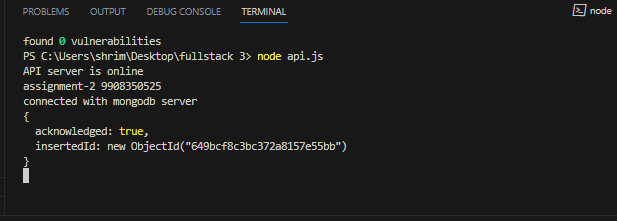 PROBLEMS OUTPUT DEBUG CONSOLE TERMINAL node
found 0 vulnerabilities
PS C:\Users\shrim\Desktop\fullstack 3> node api.js
API server is online
assignment-2 9908350525
connected with mongodb server
{
  acknowledged: true,
  insertedId: new ObjectId("649bcf8c3bc372a8157e55bb")
}